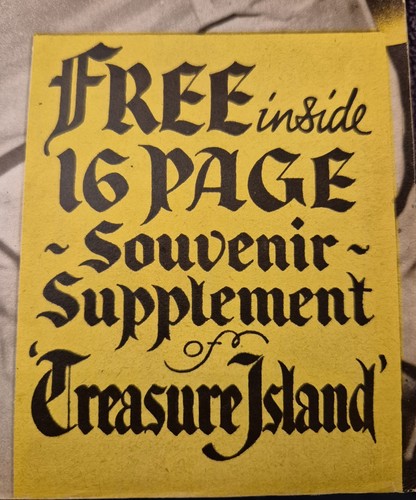 FREE inside
16 PAGE
~ Souvenir ~
Supplement
of
'Treasure Island'